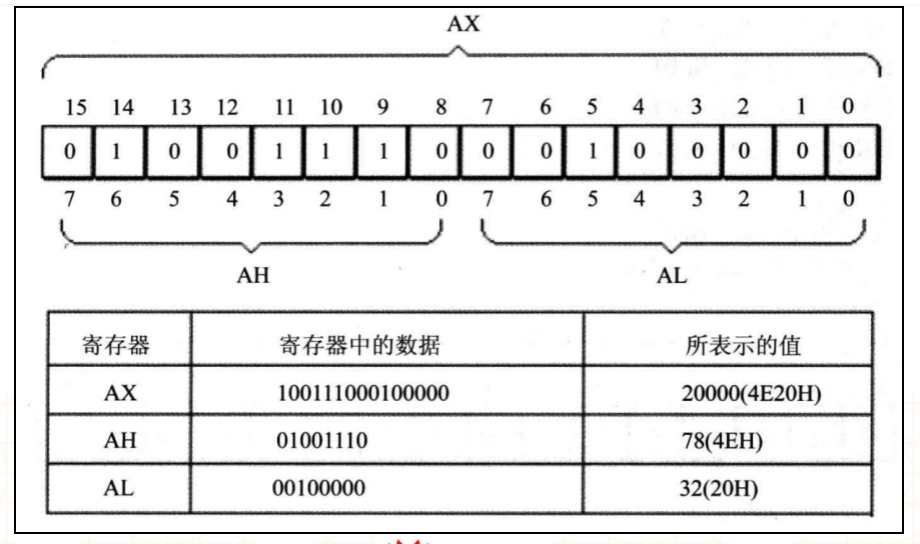 AX
15 14 13 12 11 10 9 8 7 6 5 4 3 2 1 0
0 1 0 0 1 1 1 0 0 0 1 0 0 0 0 0
7 6 5 4 3 2 1 0 7 6 5 4 3 2 1 0
AH AL
寄存器 寄存器中的数据 所表示的值
AX 100111000100000 20000(4E20H)
AH 01001110 78(4EH)
AL 00100000 32(20H)